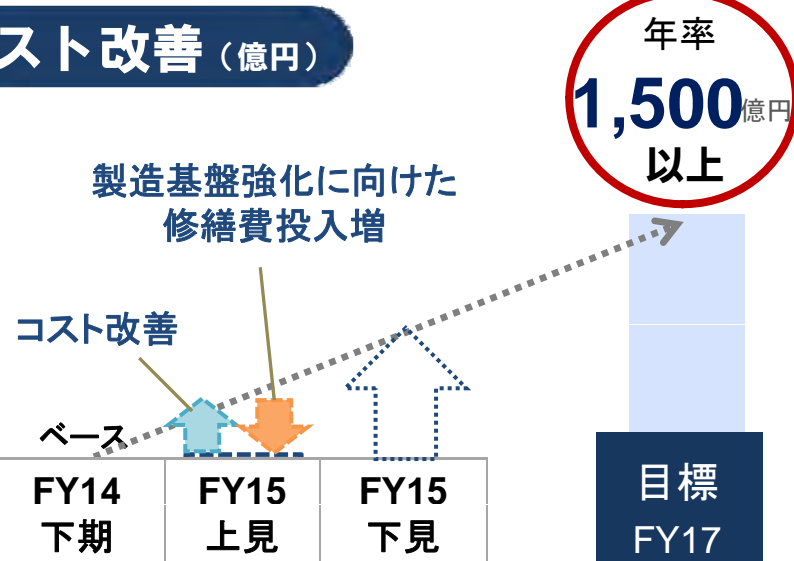 スト改善（億円）
年率
1,500億円
以上
製造基盤強化に向けた
修繕費投入増
コスト改善
ベース
FY14
下期
FY15
上見
FY15
下見
目標
FY17